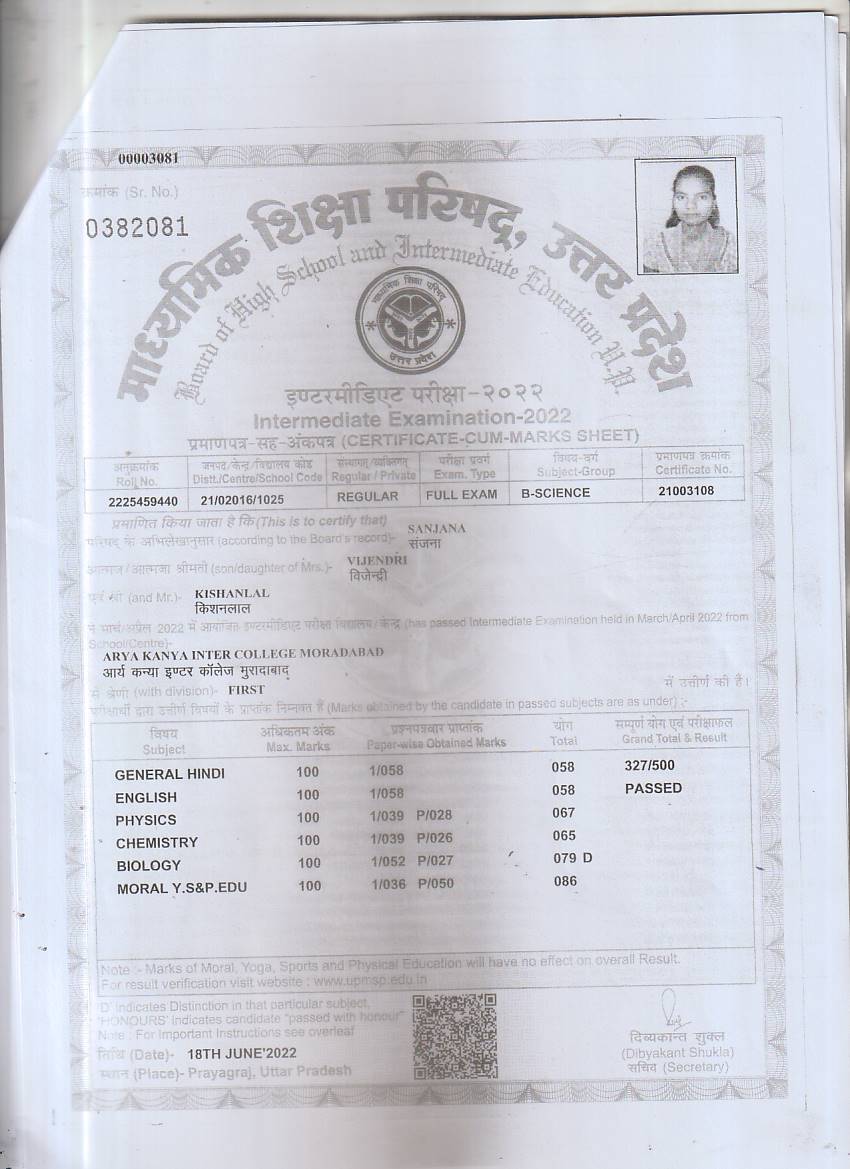 00003081
क्रमांक (Sr. No.)
0382081
माध्यमिक शिक्षा परिषद्, उत्तर प्रदेश
Board of High School and Intermediate Education U.P.
माध्यमिक शिक्षा परिषद
उत्तर प्रदेश
इण्टरमीडिएट परीक्षा-२०२२
Intermediate Examination-2022
प्रमाणपत्र-सह-अंकपत्र (CERTIFICATE-CUM-MARKS SHEET)
अनुक्रमांक जनपद/केन्द्र/विद्यालय कोड संस्थागत/व्यक्तिगत परीक्षा प्रवर्ग विषय-वर्ग प्रमाणपत्र क्रमांक
Roll No. Distt./Centre/School Code Regular / Private Exam. Type Subject-Group Certificate No.
2225459440 21/02016/1025 REGULAR FULL EXAM B-SCIENCE 21003108
प्रमाणित किया जाता है कि (This is to certify that) SANJANA
परिषद के अभिलेखानुसार (according to the Board's record)- संजना
आत्मज / आत्मजा श्रीमती (son/daughter of Mrs.)- VIJENDRI
विजेन्द्री
एवं श्री (and Mr.)- KISHANLAL
किशनलाल
ने मार्च/अप्रैल 2022 में आयोजित इण्टरमीडिएट परीक्षा विद्यालय / केन्द्र (has passed Intermediate Examination held in March/April 2022 from
School/Centre)-
ARYA KANYA INTER COLLEGE MORADABAD
आर्य कन्या इण्टर कॉलेज मुरादाबाद
में श्रेणी (with division)- FIRST में उत्तीर्ण की है।
परीक्षार्थी द्वारा उत्तीर्ण विषयों के प्राप्तांक निम्नवत हैं (Marks obtained by the candidate in passed subjects are as under) :-
विषय अधिकतम अंक प्रश्नपत्रवार प्राप्तांक योग सम्पूर्ण योग एवं परीक्षाफल
Subject Max. Marks Paper-wise Obtained Marks Total Grand Total & Result
GENERAL HINDI 100 1/058 058 327/500
ENGLISH 100 1/058 058 PASSED
PHYSICS 100 1/039 P/028 067
CHEMISTRY 100 1/039 P/026 065
BIOLOGY 100 1/052 P/027 079 D
MORAL Y.S&P.EDU 100 1/036 P/050 086
Note :- Marks of Moral, Yoga, Sports and Physical Education will have no effect on overall Result.
For result verification visit website : www.upmsp.edu.in
'D' indicates Distinction in that particular subject.
'HONOURS' indicates candidate "passed with honour"
Note : For Important Instructions see overleaf
तिथि (Date)- 18TH JUNE'2022
स्थान (Place)- Prayagraj, Uttar Pradesh
दिब्यकान्त शुक्ल
(Dibyakant Shukla)
सचिव (Secretary)